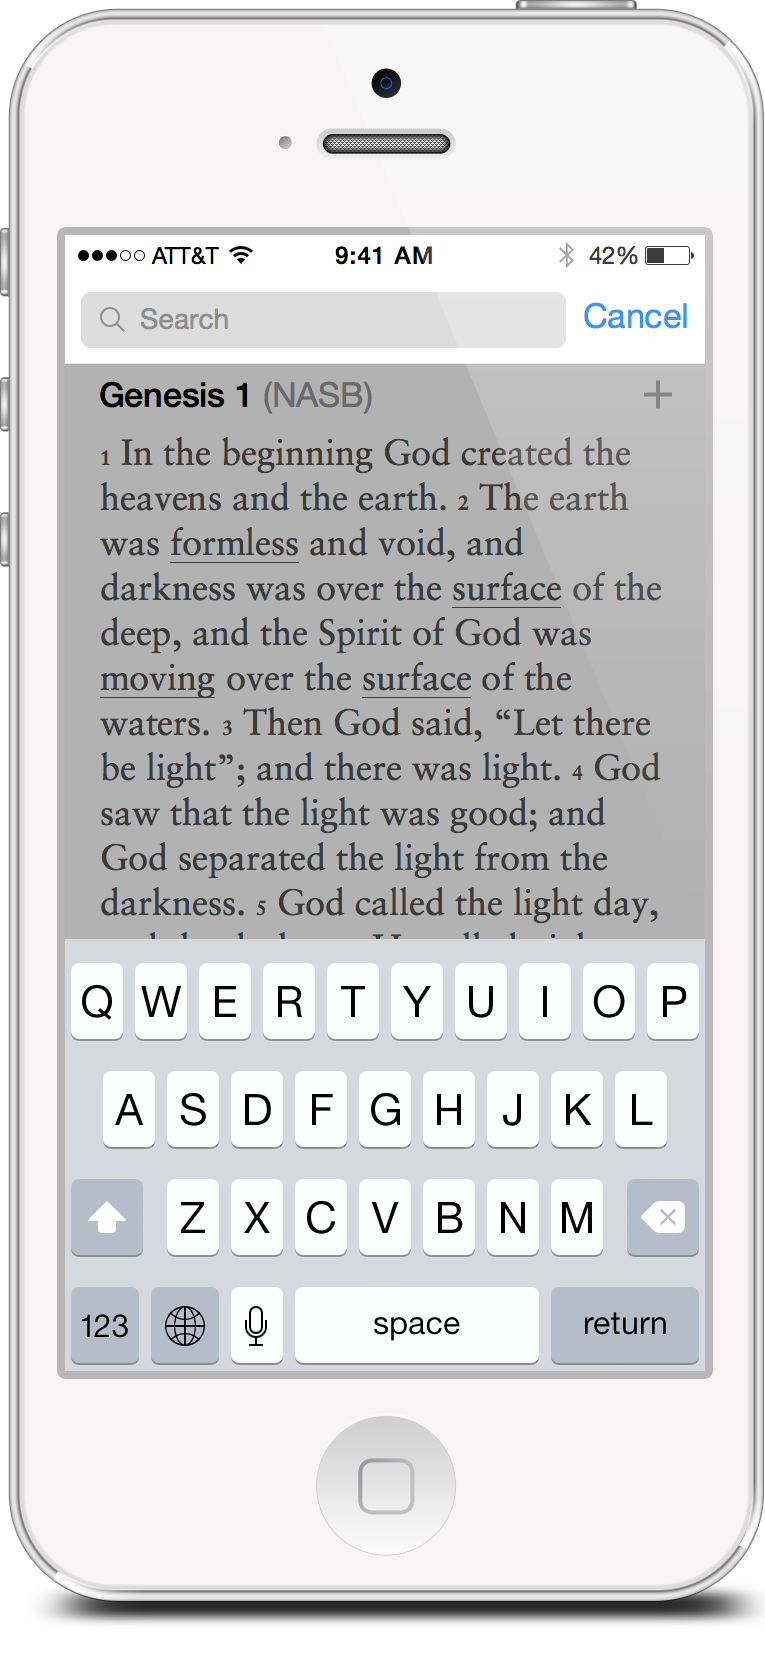 ATT&T 9:41 AM 42%
Search Cancel
Genesis 1 (NASB)
1 In the beginning God created the
heavens and the earth. 2 The earth
was formless and void, and
darkness was over the surface of the
deep, and the Spirit of God was
moving over the surface of the
waters. 3 Then God said, “Let there
be light”; and there was light. 4 God
saw that the light was good; and
God separated the light from the
darkness. 5 God called the light day,
Q W E R T Y U I O P
A S D F G H J K L
Z X C V B N M
123 space return